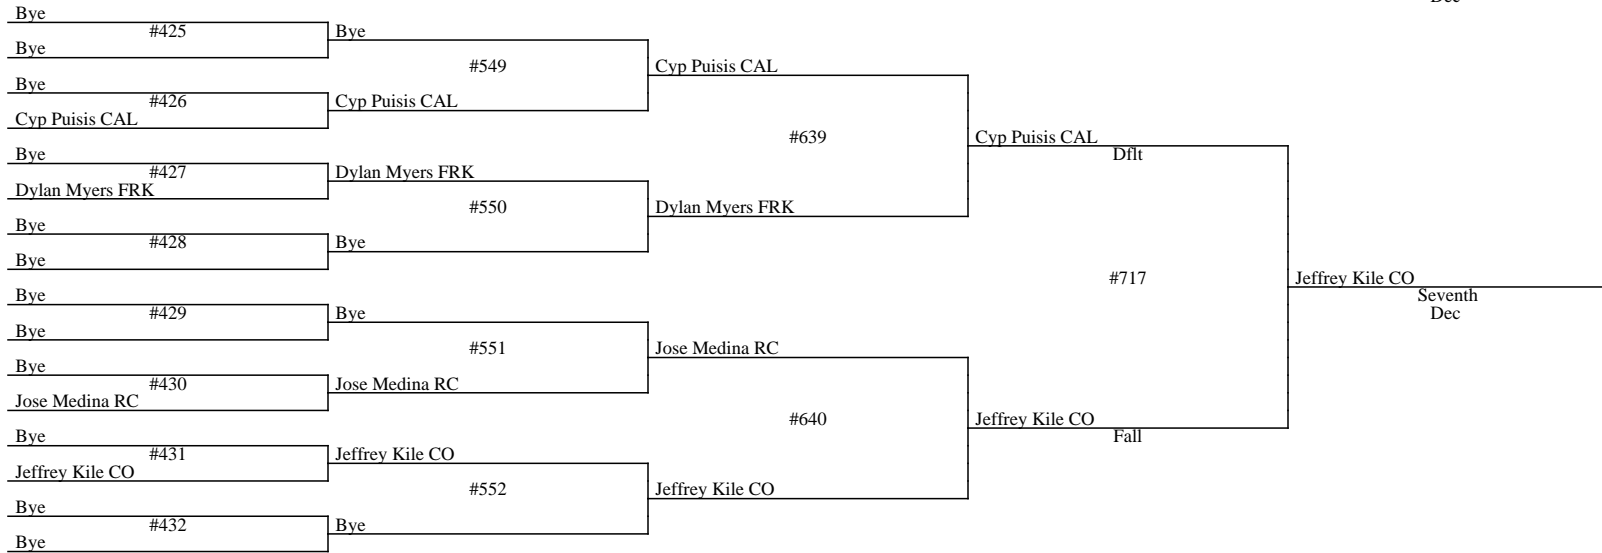 Bye
#425
Bye
Bye
#426
Cyp Puisis CAL
Bye
#427
Dylan Myers FRK
Bye
#428
Bye
Bye
#429
Bye
Bye
#430
Jose Medina RC
Bye
#431
Jeffrey Kile CO
Bye
#432
Bye
Bye
#549
Cyp Puisis CAL
Dylan Myers FRK
#550
Bye
Bye
#551
Jose Medina RC
Jeffrey Kile CO
#552
Bye
Cyp Puisis CAL
#639
Dylan Myers FRK
Jose Medina RC
#640
Jeffrey Kile CO
Cyp Puisis CAL
Dflt
#717
Jeffrey Kile CO
Fall
Jeffrey Kile CO
Seventh
Dec